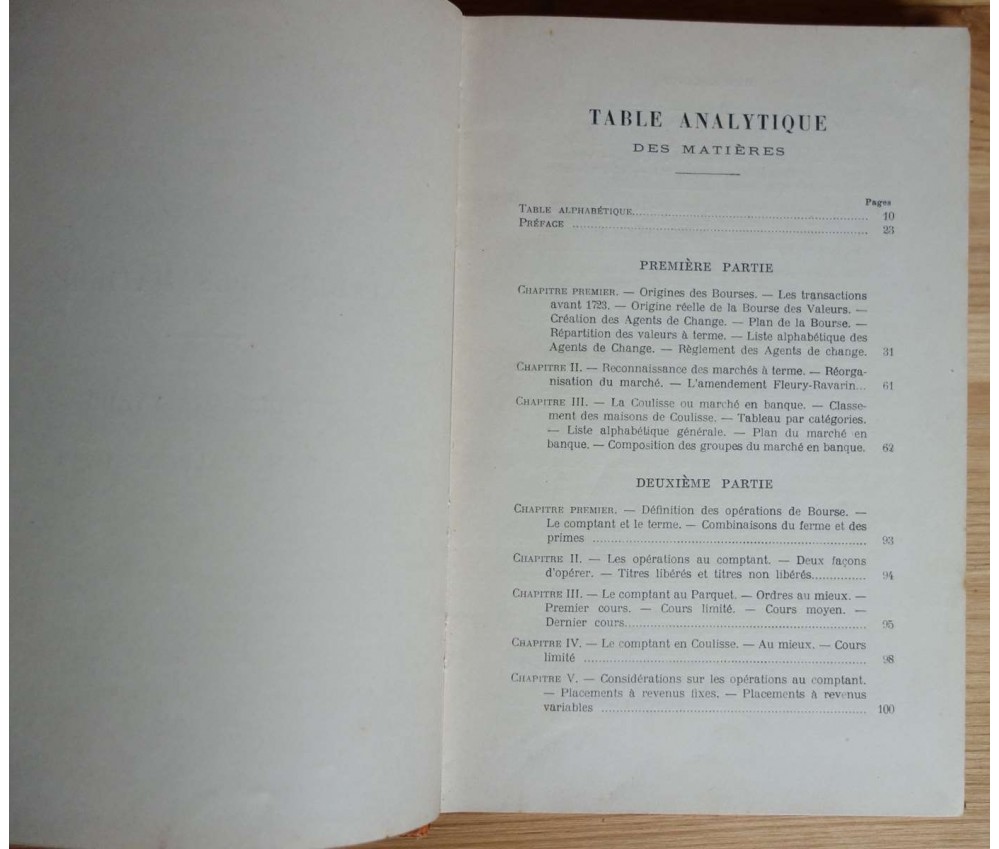 TABLE ANALYTIQUE
DES MATIÈRES
Pages
TABLE ALPHABÉTIQUE 10
PRÉFACE 23
PREMIÈRE PARTIE
CHAPITRE PREMIER. — Origines des Bourses. — Les transactions
avant 1723. — Origine réelle de la Bourse des Valeurs. —
Création des Agents de Change. — Plan de la Bourse. —
Répartition des valeurs à terme. — Liste alphabétique des
Agents de Change. — Règlement des Agents de change. 31
CHAPITRE II. — Reconnaissance des marchés à terme. — Réorga-
nisation du marché. — L'amendement Fleury-Ravarin... 61
CHAPITRE III. — La Coulisse ou marché en banque. — Classe-
ment des maisons de Coulisse. — Tableau par catégories.
— Liste alphabétique générale. — Plan du marché en
banque. — Composition des groupes du marché en banque. 62
DEUXIÈME PARTIE
CHAPITRE PREMIER. — Définition des opérations de Bourse. —
Le comptant et le terme. — Combinaisons du ferme et des
primes 93
CHAPITRE II. — Les opérations au comptant. — Deux façons
d'opérer. — Titres libérés et titres non libérés 94
CHAPITRE III. — Le comptant au Parquet. — Ordres au mieux. —
Premier cours. — Cours limité. — Cours moyen. —
Dernier cours 95
CHAPITRE IV. — Le comptant en Coulisse. — Au mieux. — Cours
limité 98
CHAPITRE V. — Considérations sur les opérations au comptant.
— Placements à revenus fixes. — Placements à revenus
variables 100